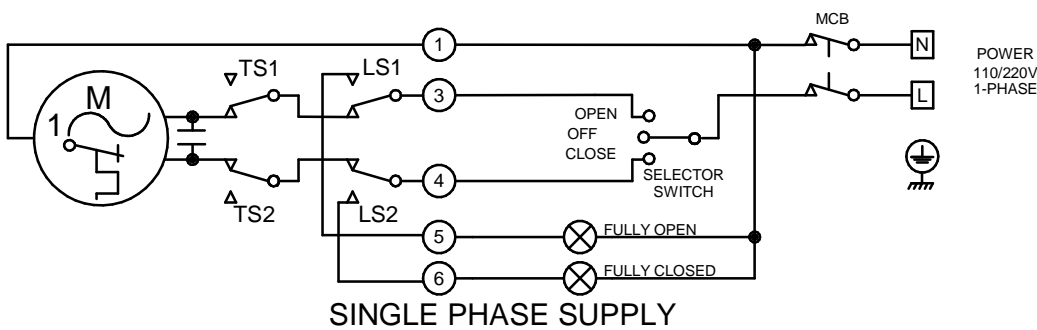 MCB
1
N
POWER
110/220V
1-PHASE
TS1
LS1
M
1
3
L
OPEN
OFF
CLOSE
SELECTOR
SWITCH
4
TS2
LS2
5
FULLY OPEN
6
FULLY CLOSED
SINGLE PHASE SUPPLY